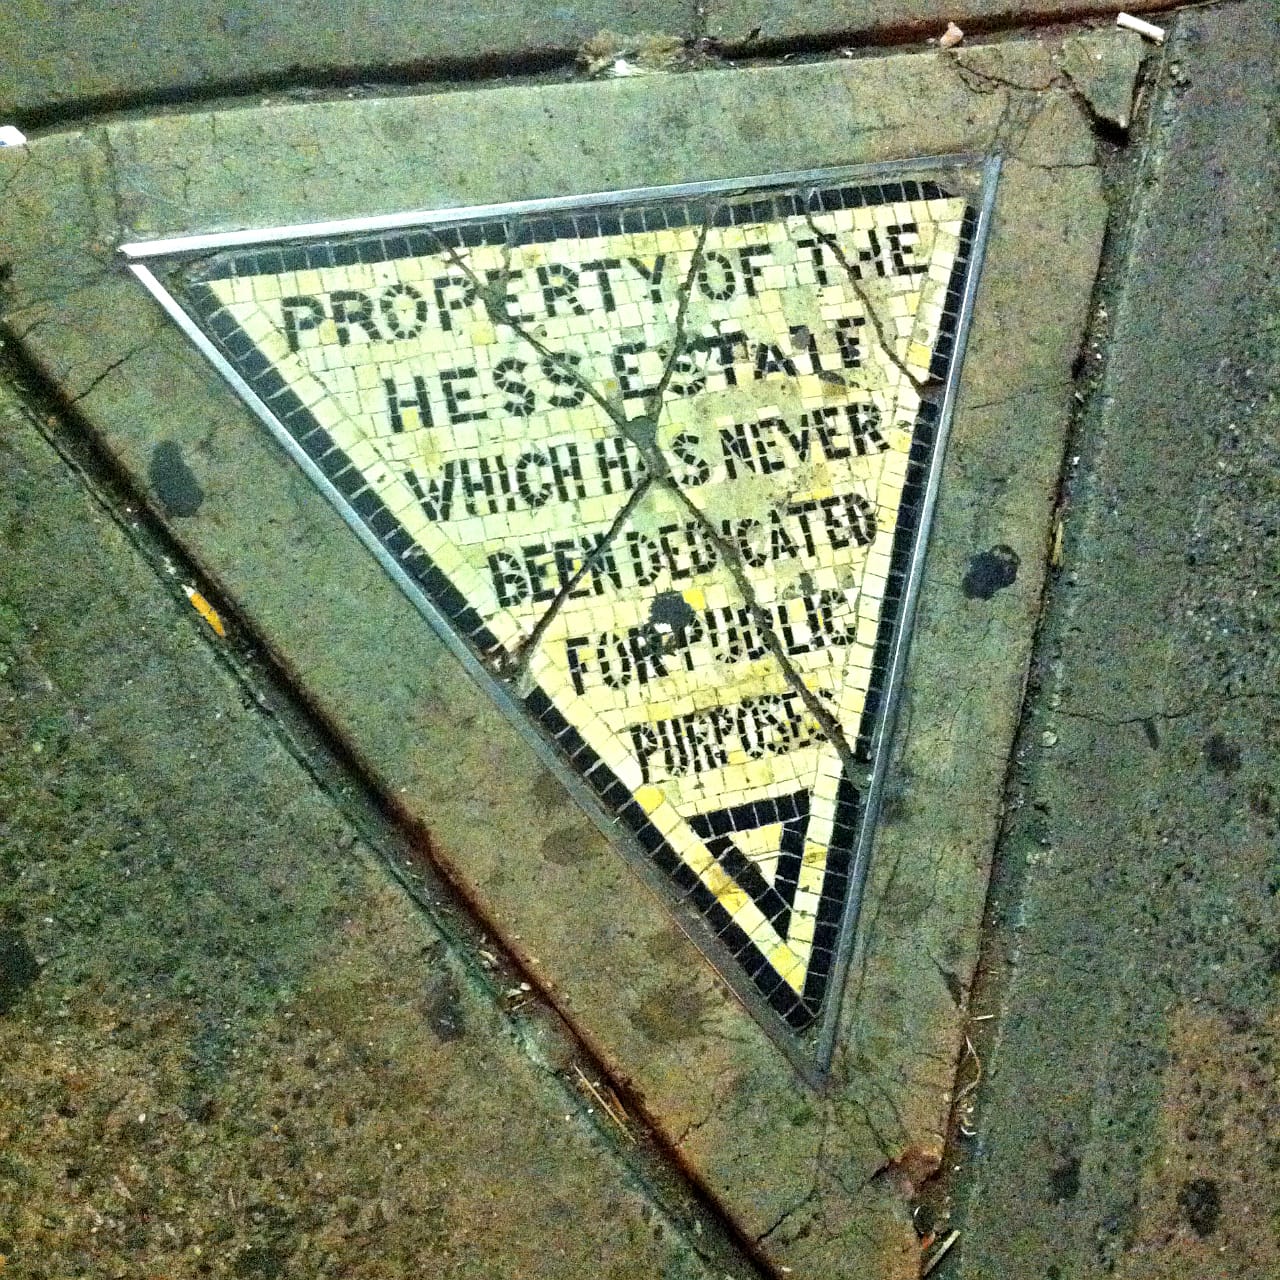 PROPERTY OF THE
HESS ESTATE
WHICH HAS NEVER
BEEN DEDICATED
FOR PUBLIC
PURPOSES